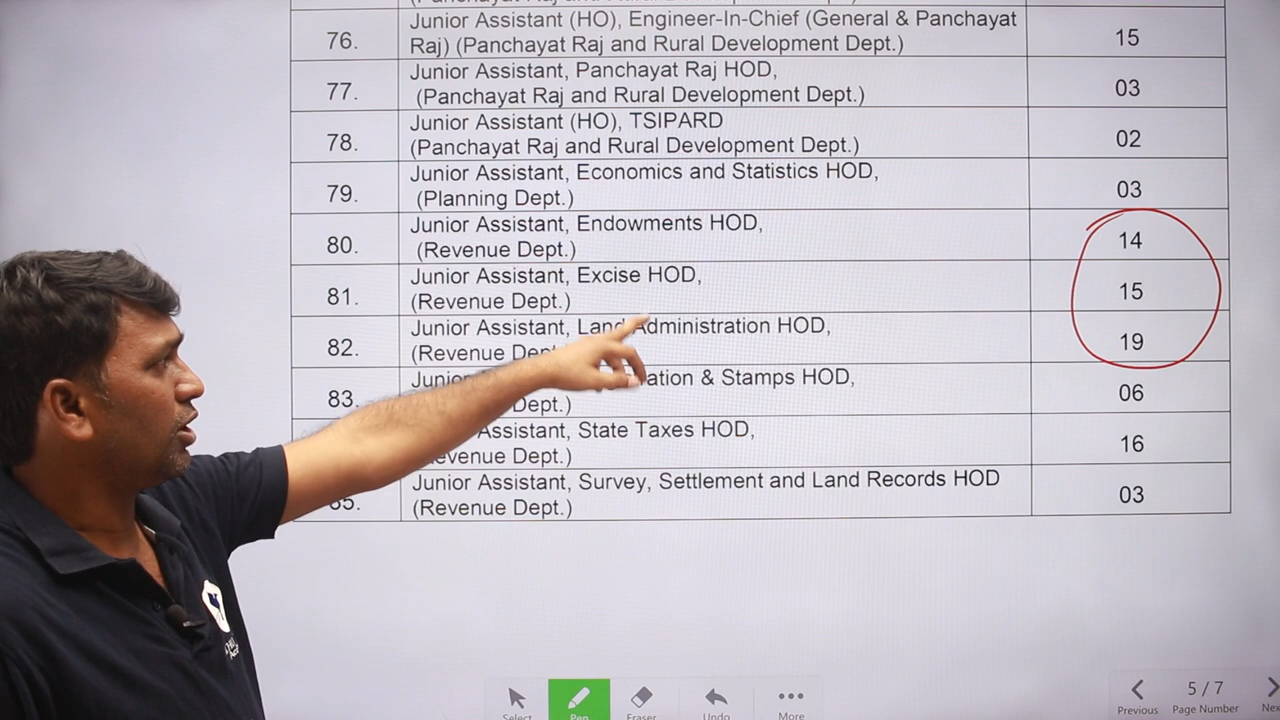 76.
Junior Assistant (HO), Engineer-In-Chief (General & Panchayat
Raj) (Panchayat Raj and Rural Development Dept.)
15
77.
Junior Assistant, Panchayat Raj HOD,
(Panchayat Raj and Rural Development Dept.)
03
78.
Junior Assistant (HO), TSIPARD
(Panchayat Raj and Rural Development Dept.)
02
79.
Junior Assistant, Economics and Statistics HOD,
(Planning Dept.)
03
80.
Junior Assistant, Endowments HOD,
(Revenue Dept.)
14
81.
Junior Assistant, Excise HOD,
(Revenue Dept.)
15
82.
Junior Assistant, Land Administration HOD,
(Revenue
19
83.
& Stamps HOD,
Dept.)
06
Assistant, State Taxes HOD,
Dept.)
16
Junior Assistant, Survey, Settlement and Land Records HOD
(Revenue Dept.)
03
Select
Pen
Eraser
Undo
More
Previous
5 / 7
Page Number